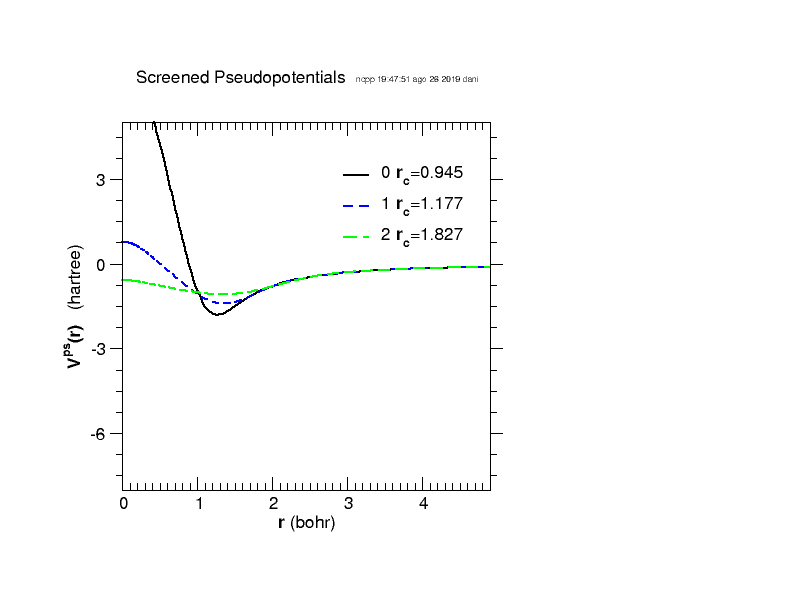 Screened Pseudopotentials ncpp 19:47:51 ago 26 2019 dani
0 rc=0.945
1 rc=1.177
2 rc=1.827
3
0
-3
-6
Vps(r) (hartree)
0 1 2 3 4
r (bohr)